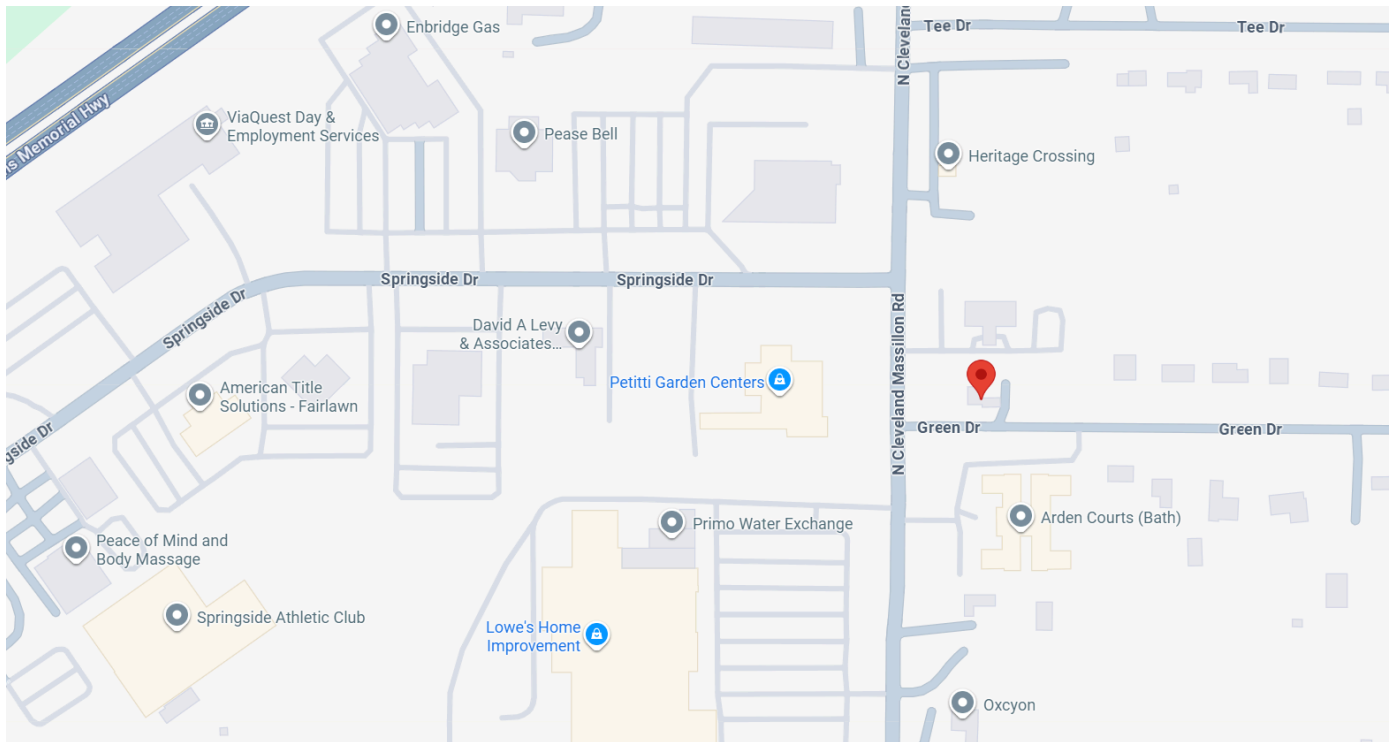 Enbridge Gas
N Cleveland
Tee Dr
Tee Dr
is Memorial Hwy
ViaQuest Day &
Employment Services
Pease Bell
Heritage Crossing
Springside Dr
Springside Dr
Springside Dr
N Cleveland Massillon Rd
David A Levy
& Associates...
Petitti Garden Centers
American Title
Solutions - Fairlawn
Green Dr
Green Dr
gside Dr
Primo Water Exchange
Arden Courts (Bath)
Peace of Mind and
Body Massage
Springside Athletic Club
Lowe's Home
Improvement
Oxcyon